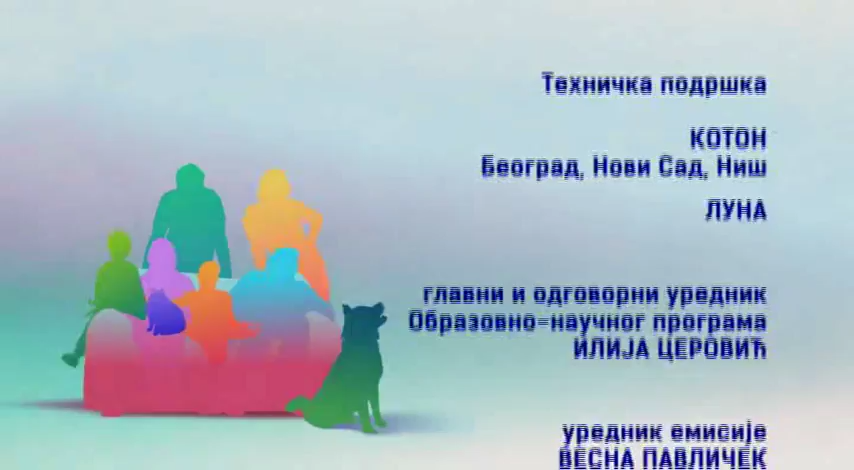 Техничка подршка
КОТОН
Београд, Нови Сад, Ниш
ЛУНА
главни и одговорни уредник
Образовно-научног програма
ИЛИЈА ЦЕРОВИЋ
уредник емисије
ВЕСНА ПАВЛИЧЕК